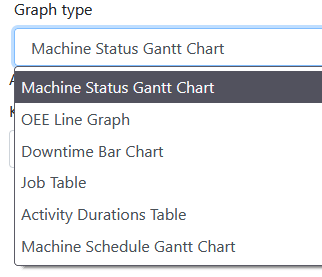 Graph type
Machine Status Gantt Chart
Machine Status Gantt Chart
OEE Line Graph
Downtime Bar Chart
Job Table
Activity Durations Table
Machine Schedule Gantt Chart